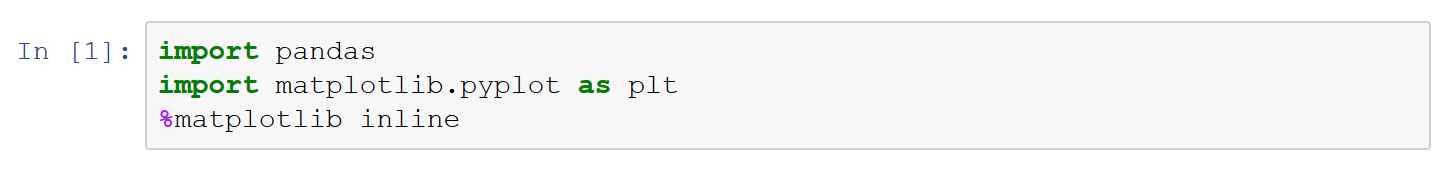 In [1]: import pandas
import matplotlib.pyplot as plt
%matplotlib inline